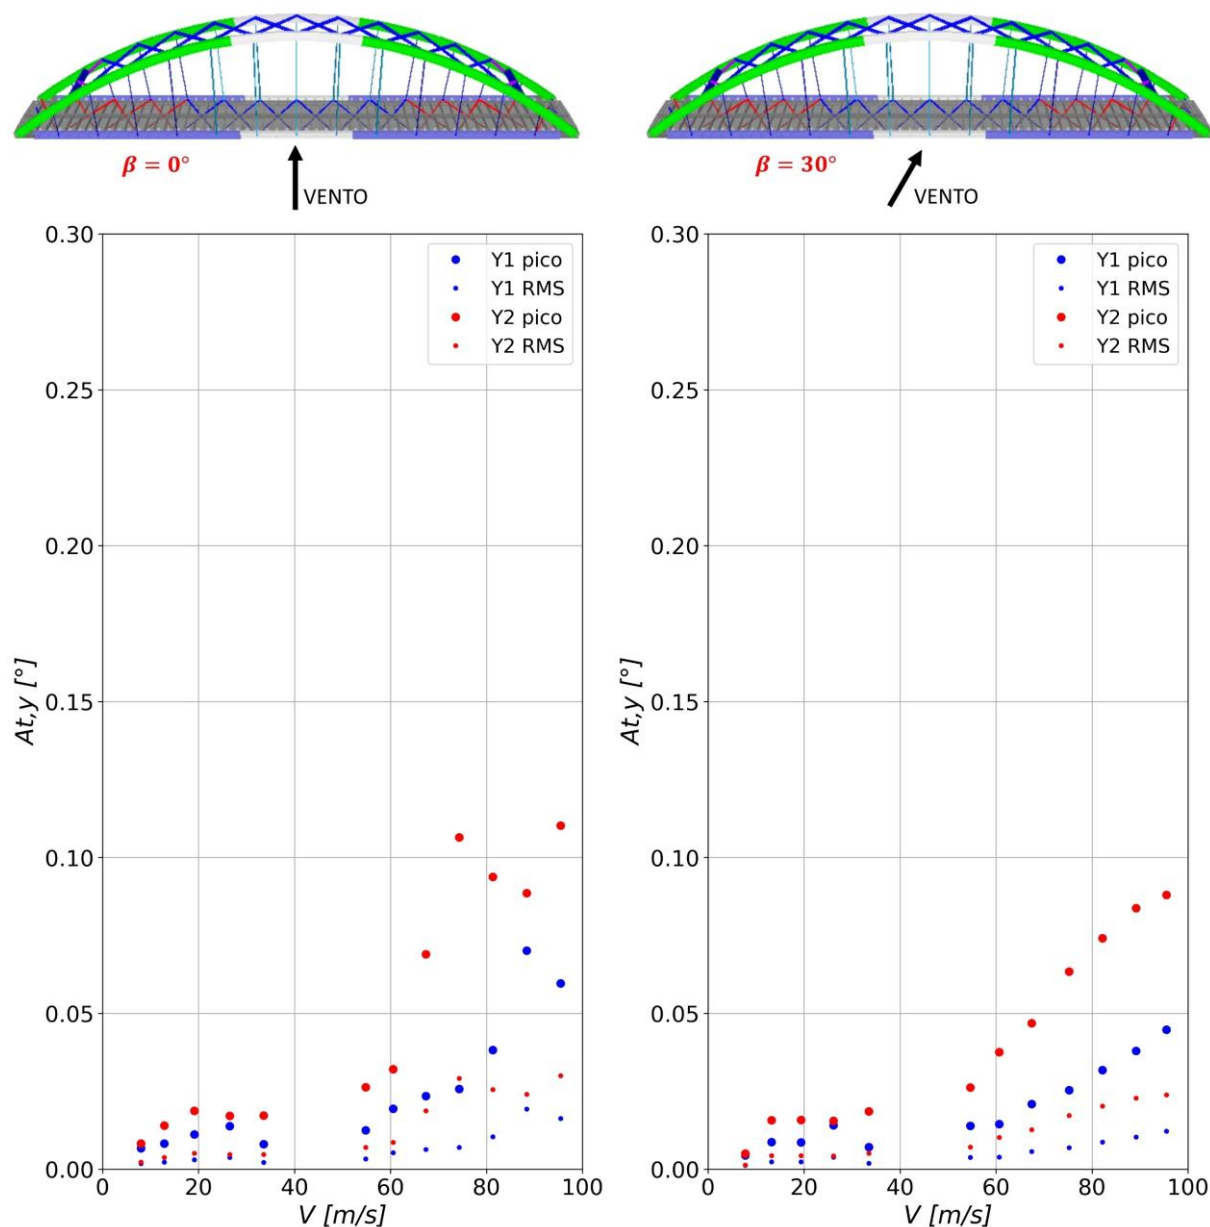 β = 0°
VENTO
β = 30°
VENTO
0.30
0.25
0.20
0.15
0.10
0.05
0.00
At,y [°]
0
20
40
60
80
100
V [m/s]
Y1 pico
Y1 RMS
Y2 pico
Y2 RMS
0.30
0.25
0.20
0.15
0.10
0.05
0.00
At,y [°]
0
20
40
60
80
100
V [m/s]
Y1 pico
Y1 RMS
Y2 pico
Y2 RMS